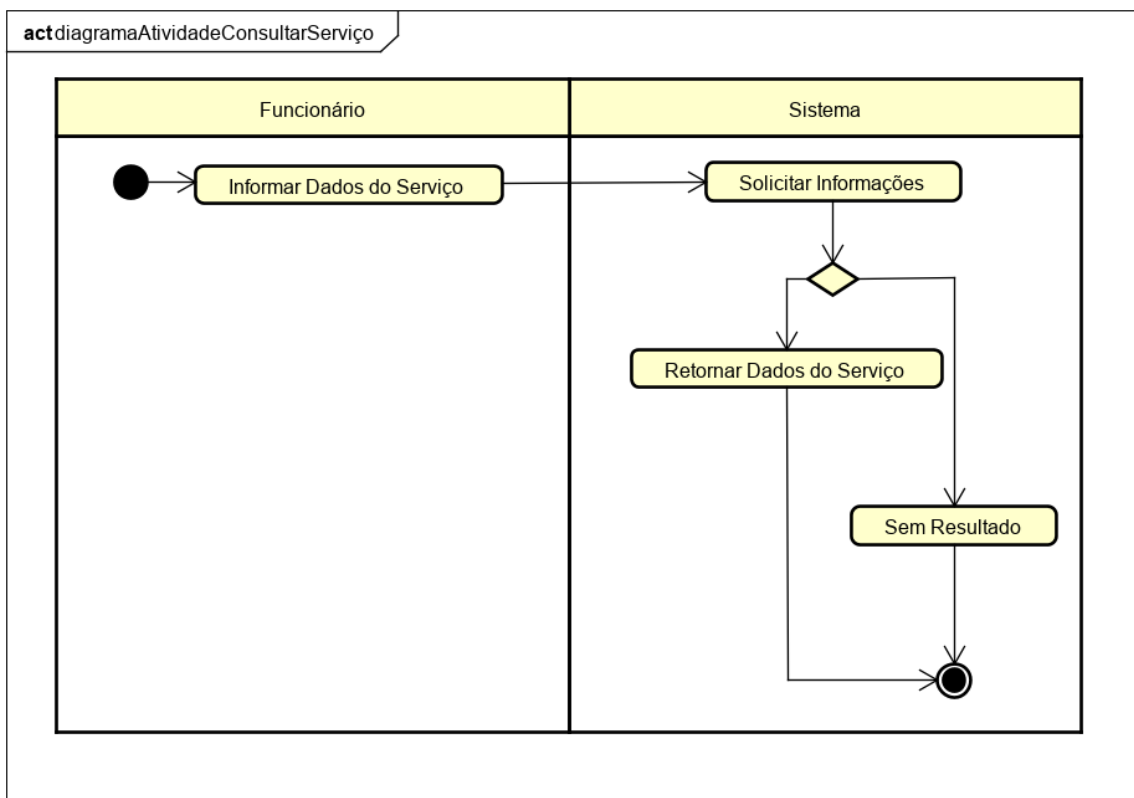 act diagramaAtividadeConsultarServiço
Funcionário
Sistema
Informar Dados do Serviço
Solicitar Informações
Retornar Dados do Serviço
Sem Resultado